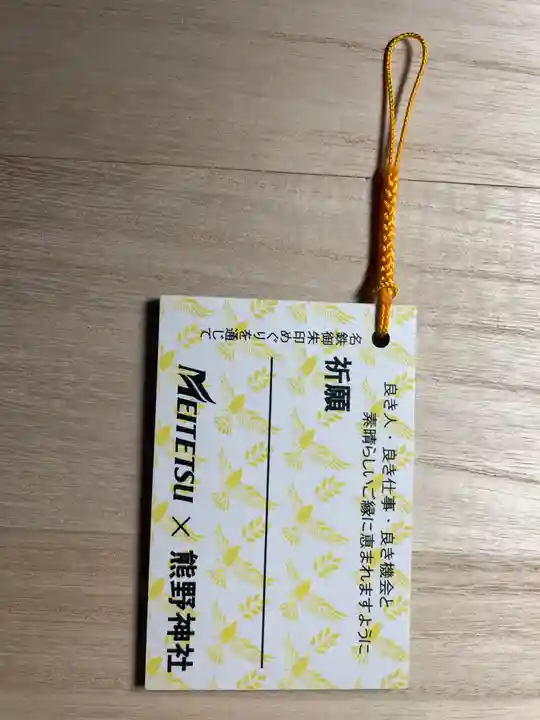 良き人・良き仕事・良き機会と
素晴らしいご縁に恵まれますように
祈願
名鉄御朱印めぐりを通じて
MEITETSU × 熊野神社